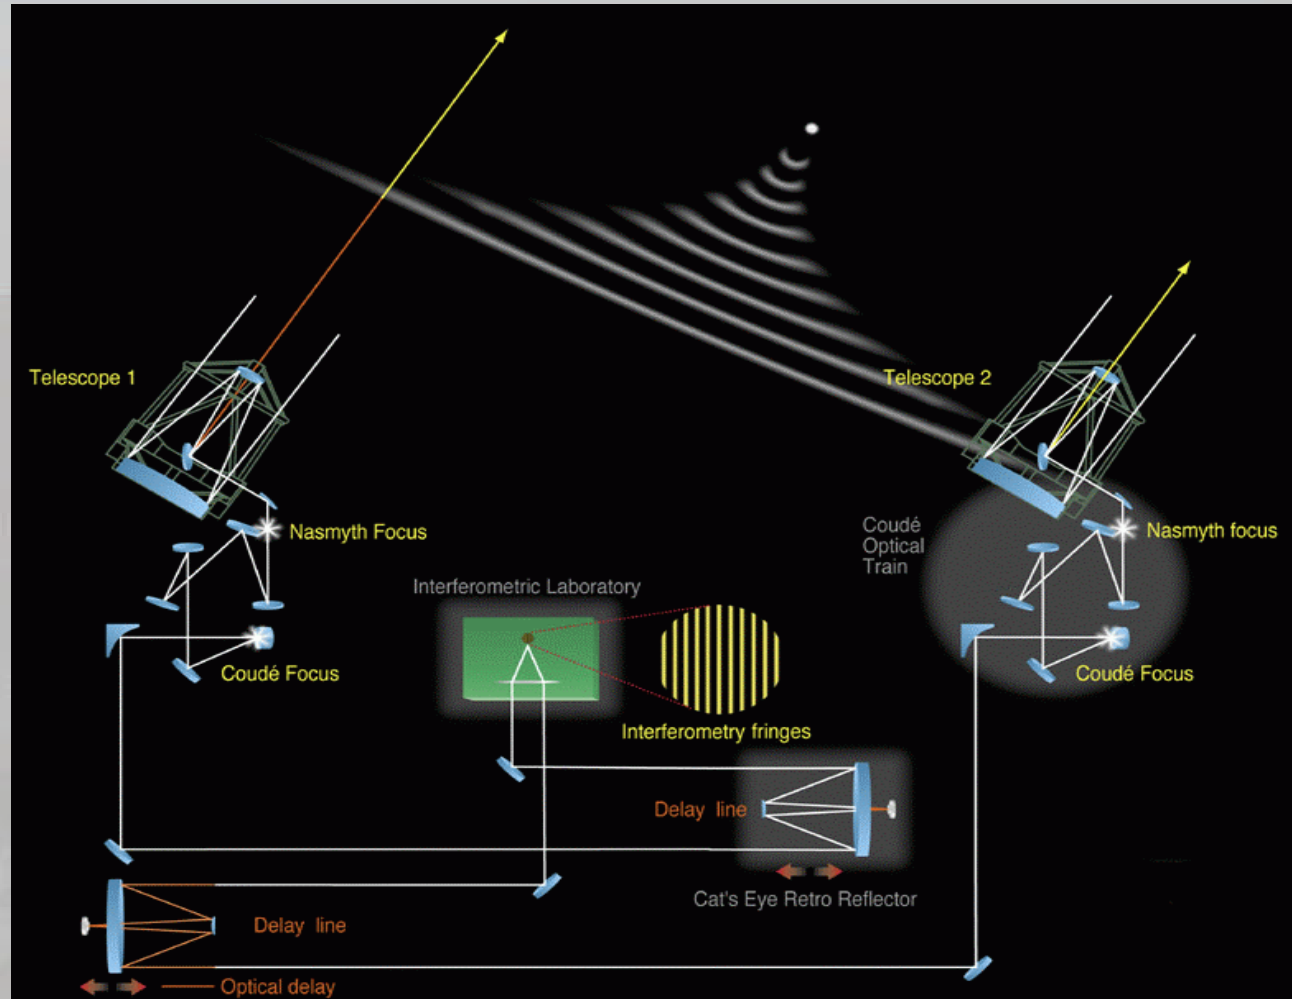 Telescope 1
Telescope 2
Nasmyth Focus
Coudé
Optical
Train
Nasmyth focus
Interferometric Laboratory
Coudé Focus
Coudé Focus
Interferometry fringes
Delay line
Cat's Eye Retro Reflector
Delay line
Optical delay